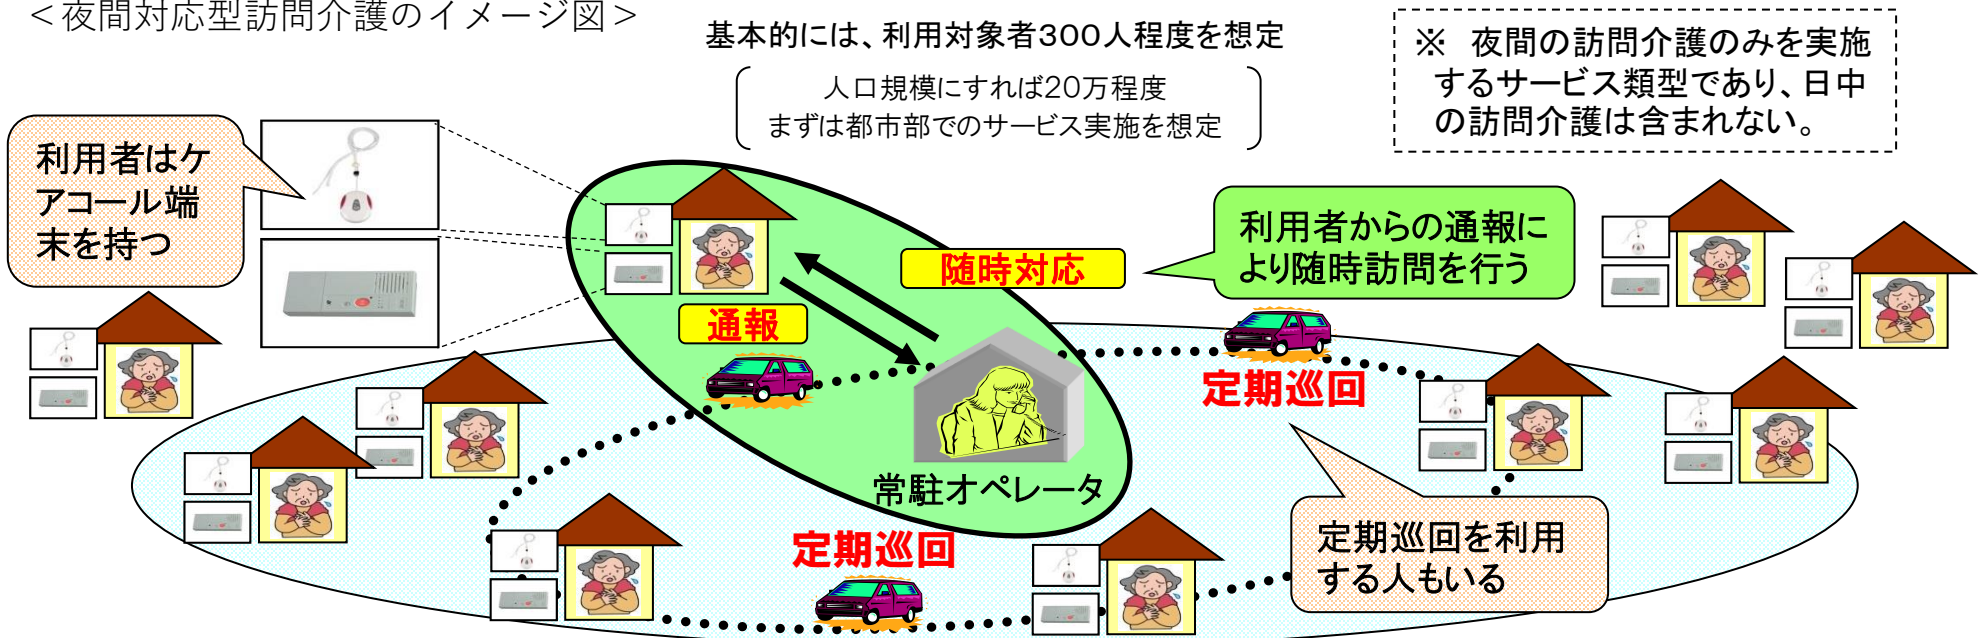 ＜夜間対応型訪問介護のイメージ図＞
基本的には、利用対象者300人程度を想定
人口規模にすれば20万程度
まずは都市部でのサービス実施を想定
※　夜間の訪問介護のみを実施
するサービス類型であり、日中
の訪問介護は含まれない。
利用者はケ
アコール端
末を持つ
随時対応
利用者からの通報に
より随時訪問を行う
通報
定期巡回
常駐オペレータ
定期巡回
定期巡回を利用
する人もいる